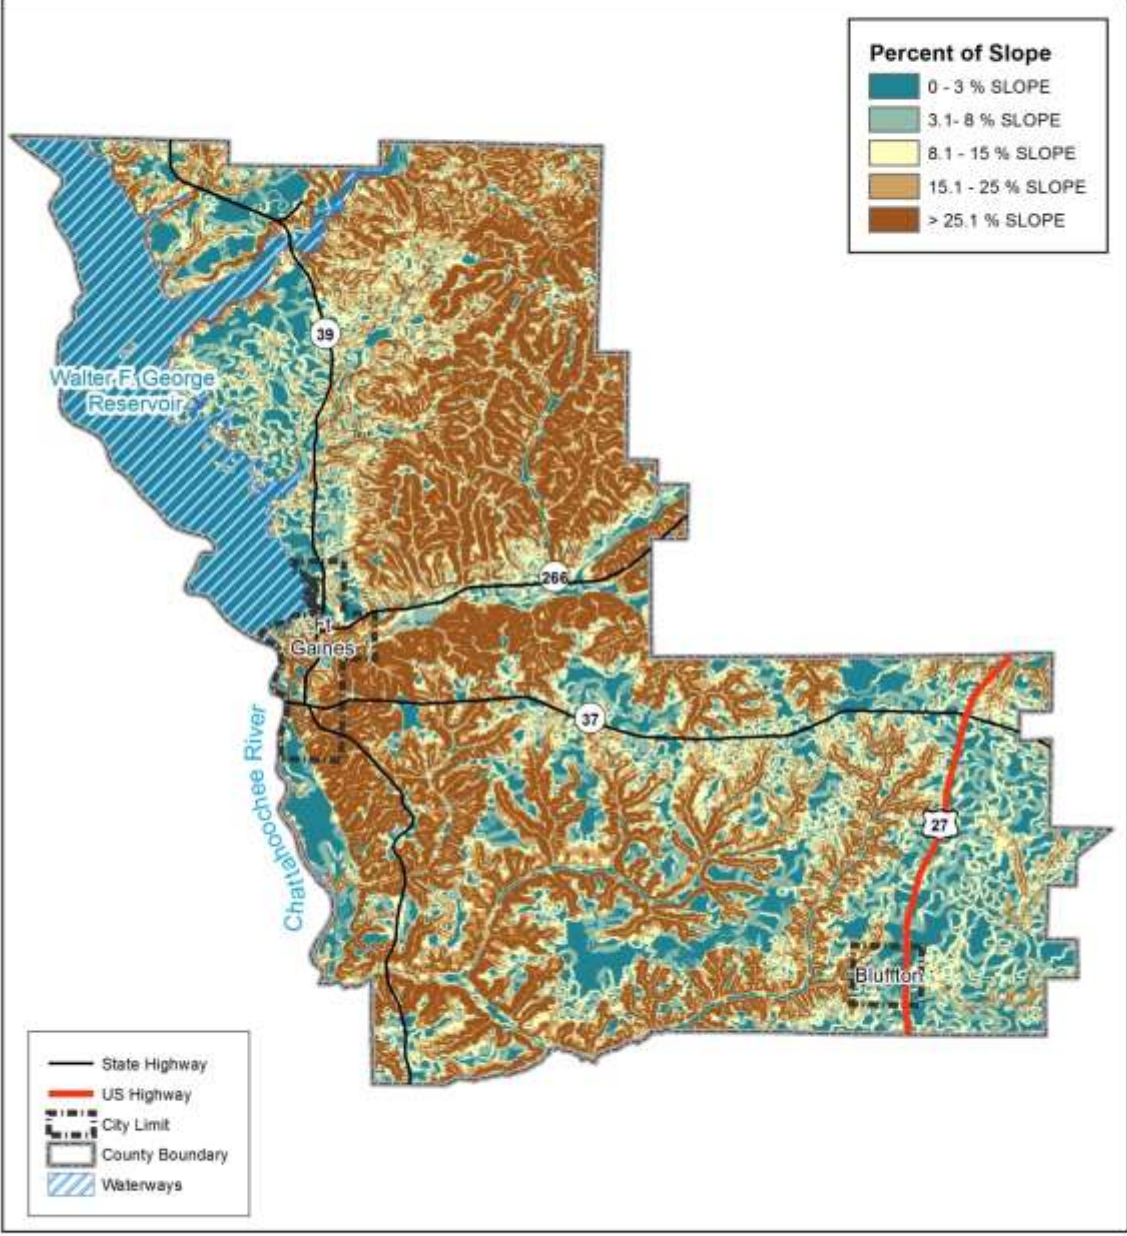 Percent of Slope
0 - 3 % SLOPE
3.1- 8 % SLOPE
8.1 - 15 % SLOPE
15.1 - 25 % SLOPE
> 25.1 % SLOPE
39
Walter F. George
Reservoir
266
Ft
Gaines
37
Chattahoochee River
27
Bluffton
State Highway
US Highway
City Limit
County Boundary
Waterways